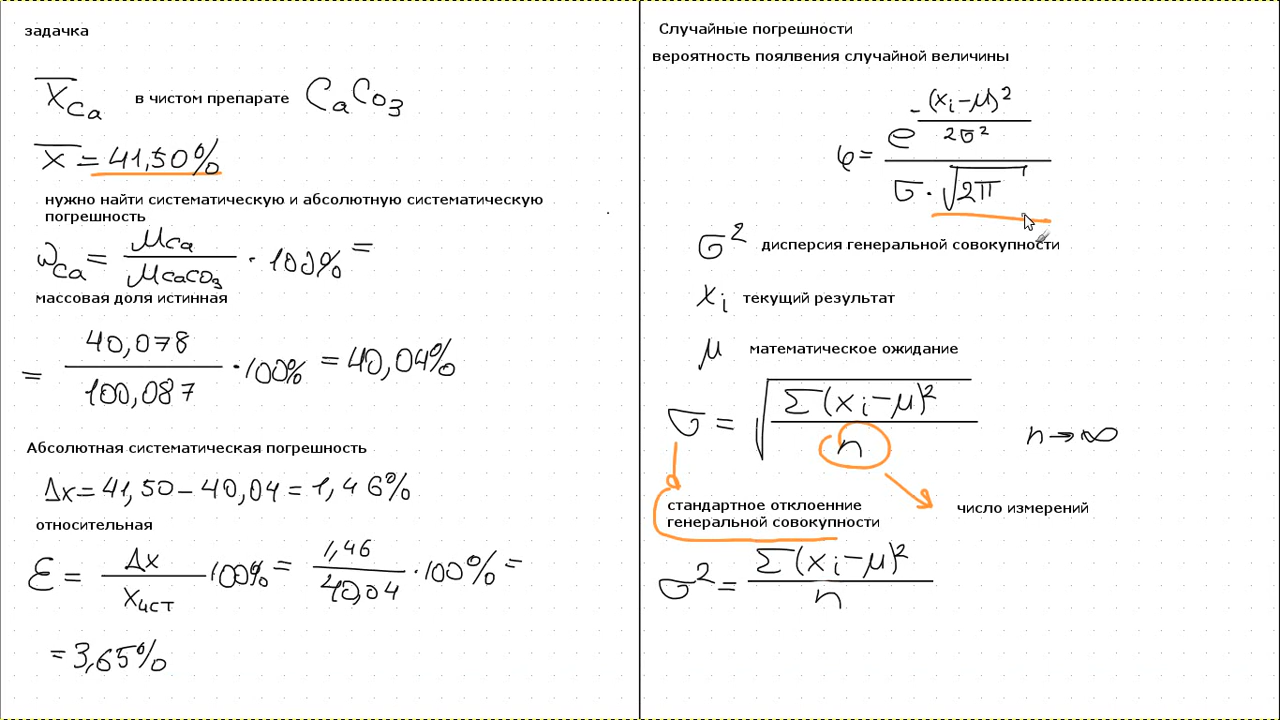 задачка
X̅Ca в чистом препарате CaCO3
X̅ = 41,50%
нужно найти систематическую и абсолютную систематическую
погрешность
ωCa = MCa / MCaCO3 · 100% =
массовая доля истинная
= 40,078 / 100,087 · 100% = 40,04%
Абсолютная систематическая погрешность
Δx = 41,50 − 40,04 = 1,46%
относительная
ε = Δx / xист · 100% = 1,46 / 40,04 · 100% =
= 3,65%
Случайные погрешности
вероятность поялвения случайной величины
φ = e^(−(xi−μ)²/2σ²) / σ · √2π
σ² дисперсия генеральной совокупности
xi текущий результат
μ математическое ожидание
σ = √(Σ(xi−μ)² / n) n → ∞
стандартное отклоенние
генеральной совокупности
число измерений
σ² = Σ(xi−μ)² / n